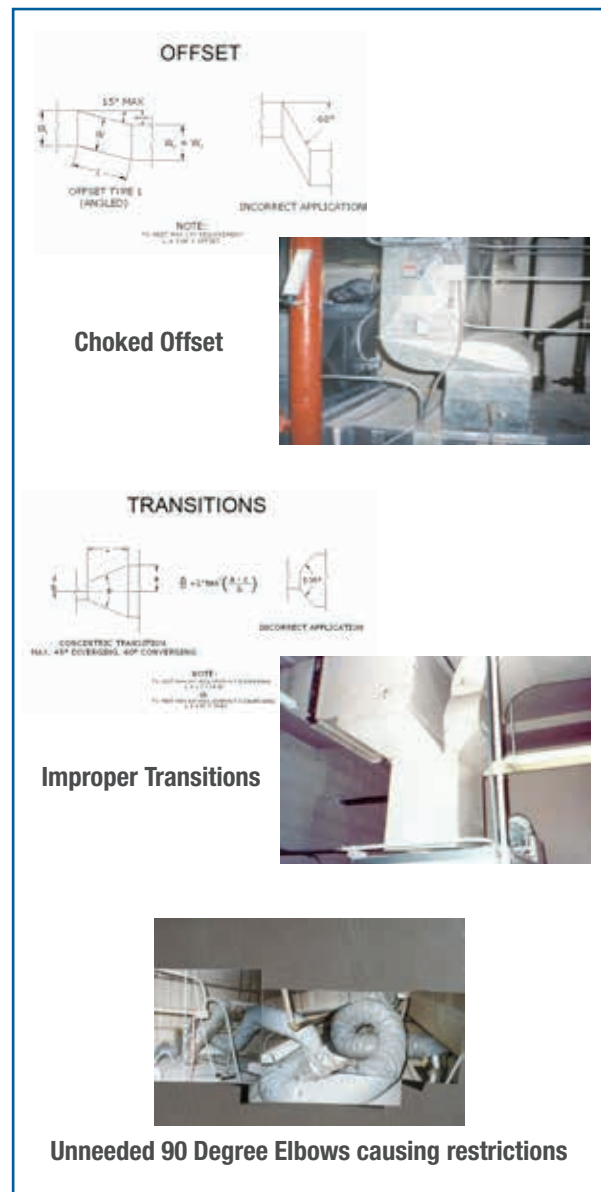 OFFSET
15° MAX
60°
OFFSET TYPE 1
(ANGLED)
INCORRECT APPLICATION
NOTE:
Choked Offset
TRANSITIONS
INCORRECT APPLICATION
CONCENTRIC TRANSITION
MAX. 45° DIVERGING, 60° CONVERGING
NOTE:
Improper Transitions
Unneeded 90 Degree Elbows causing restrictions